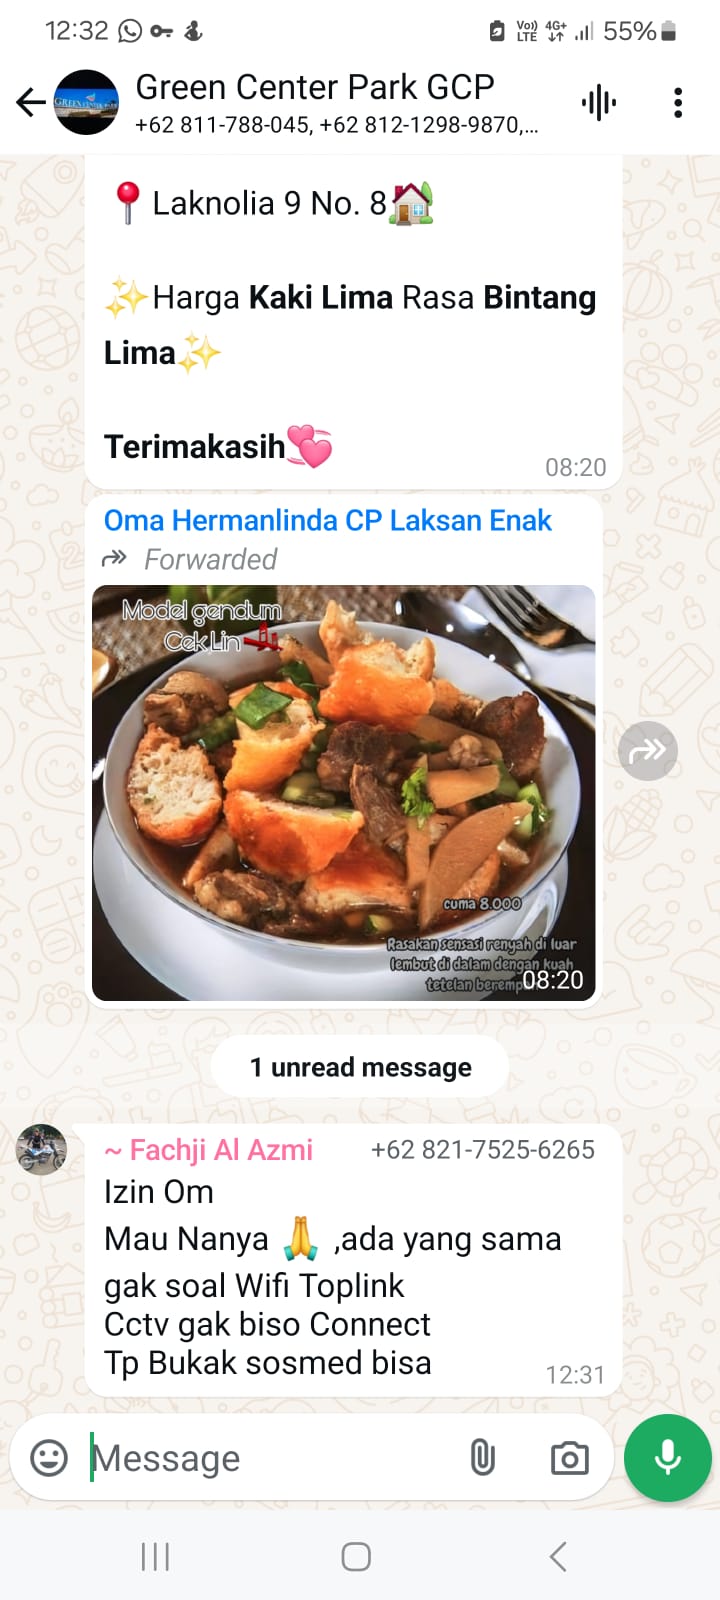 12:32
Vo)) LTE 4G+ 55%
Green Center Park GCP
+62 811-788-045, +62 812-1298-9870,...
GREEN CENTER PARK
📍 Laknolia 9 No. 8🏡
✨Harga Kaki Lima Rasa Bintang
Lima✨
Terimakasih💞
08:20
Oma Hermanlinda CP Laksan Enak
Forwarded
Model gendum
Cek Lin
cuma 8.000
Rasakan sensasi renyah di luar
lembut di dalam dengan kuah
tetelan beremp
08:20
1 unread message
~ Fachji Al Azmi +62 821-7525-6265
Izin Om
Mau Nanya 🙏 ,ada yang sama
gak soal Wifi Toplink
Cctv gak biso Connect
Tp Bukak sosmed bisa
12:31
Message